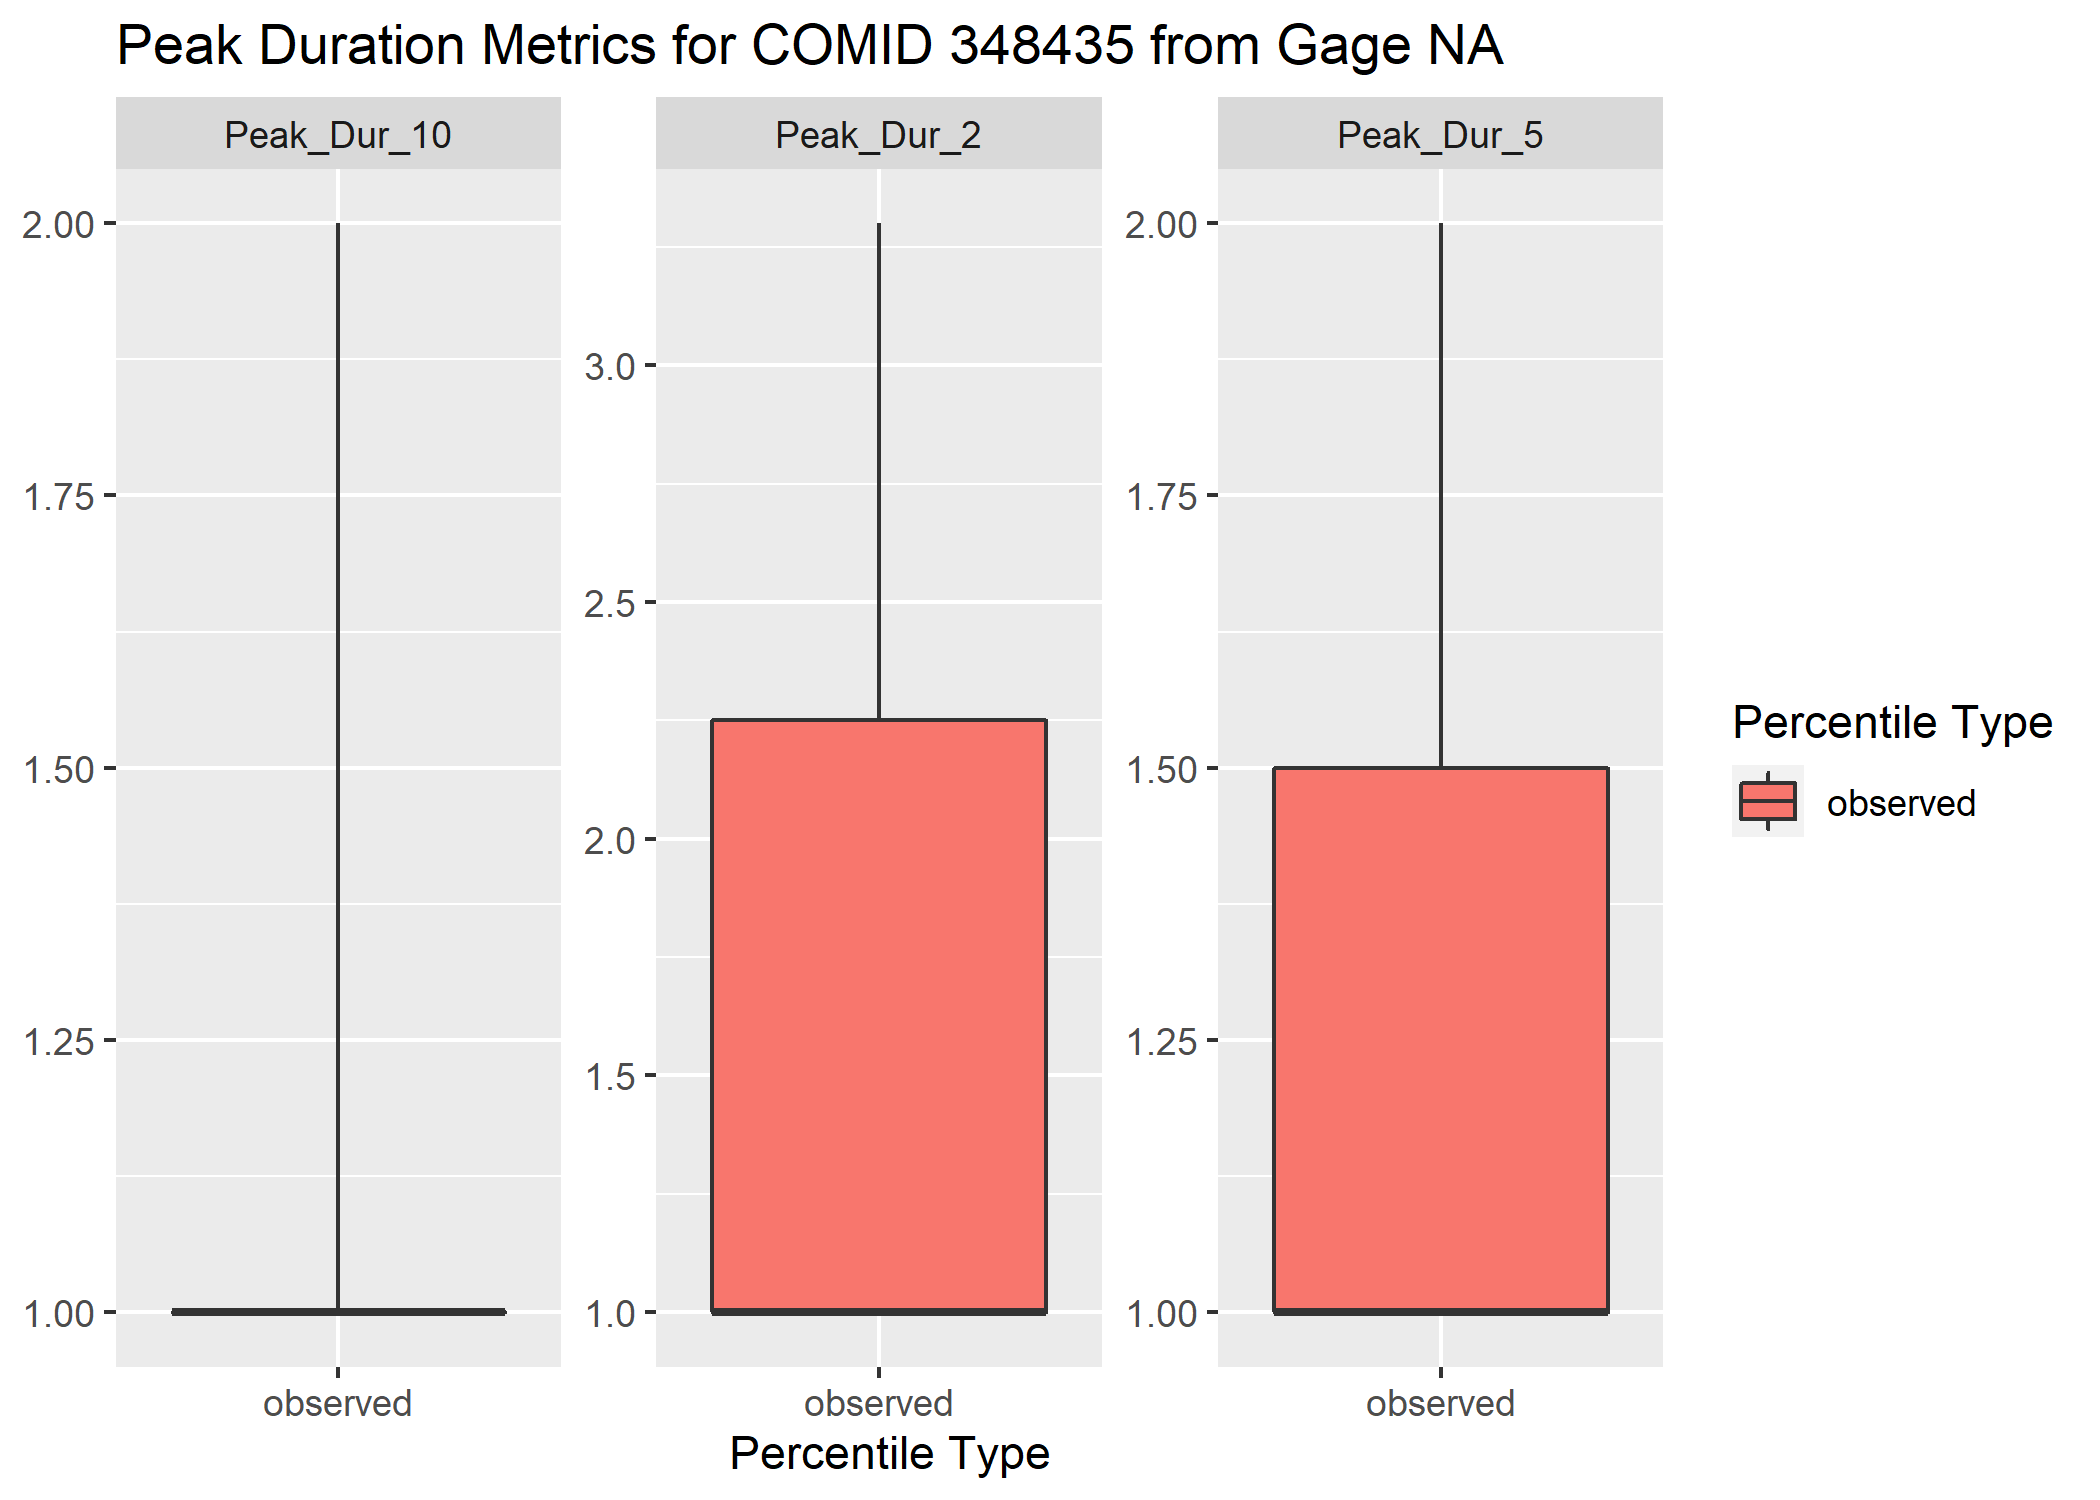 Peak Duration Metrics for COMID 348435 from Gage NA
Peak_Dur_10
Peak_Dur_2
Peak_Dur_5
2.00
1.75
1.50
1.25
1.00
3.0
2.5
2.0
1.5
1.0
2.00
1.75
1.50
1.25
1.00
observed
observed
observed
Percentile Type
Percentile Type
observed